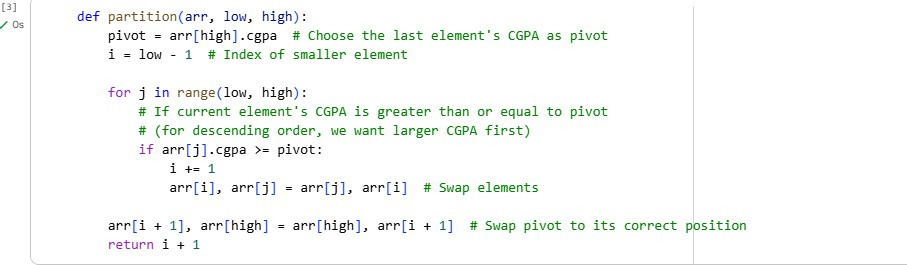 [3]
✓ 0s
def partition(arr, low, high):
    pivot = arr[high].cgpa  # Choose the last element's CGPA as pivot
    i = low - 1  # Index of smaller element

    for j in range(low, high):
        # If current element's CGPA is greater than or equal to pivot
        # (for descending order, we want larger CGPA first)
        if arr[j].cgpa >= pivot:
            i += 1
            arr[i], arr[j] = arr[j], arr[i]  # Swap elements

    arr[i + 1], arr[high] = arr[high], arr[i + 1]  # Swap pivot to its correct position
    return i + 1